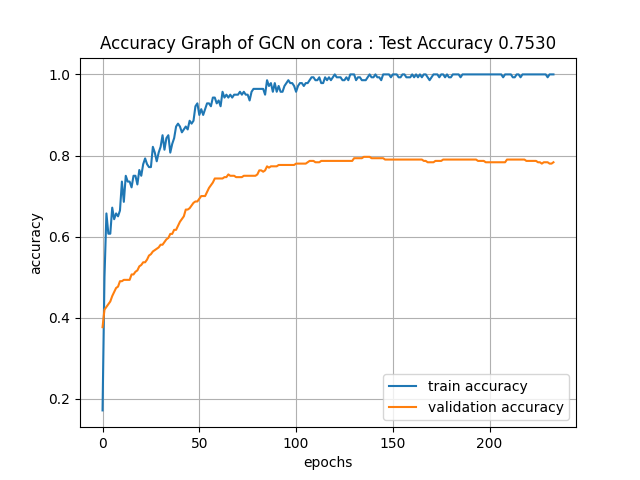 Accuracy Graph of GCN on cora : Test Accuracy 0.7530
1.0
0.8
0.6
0.4
0.2
accuracy
train accuracy
validation accuracy
0 50 100 150 200
epochs